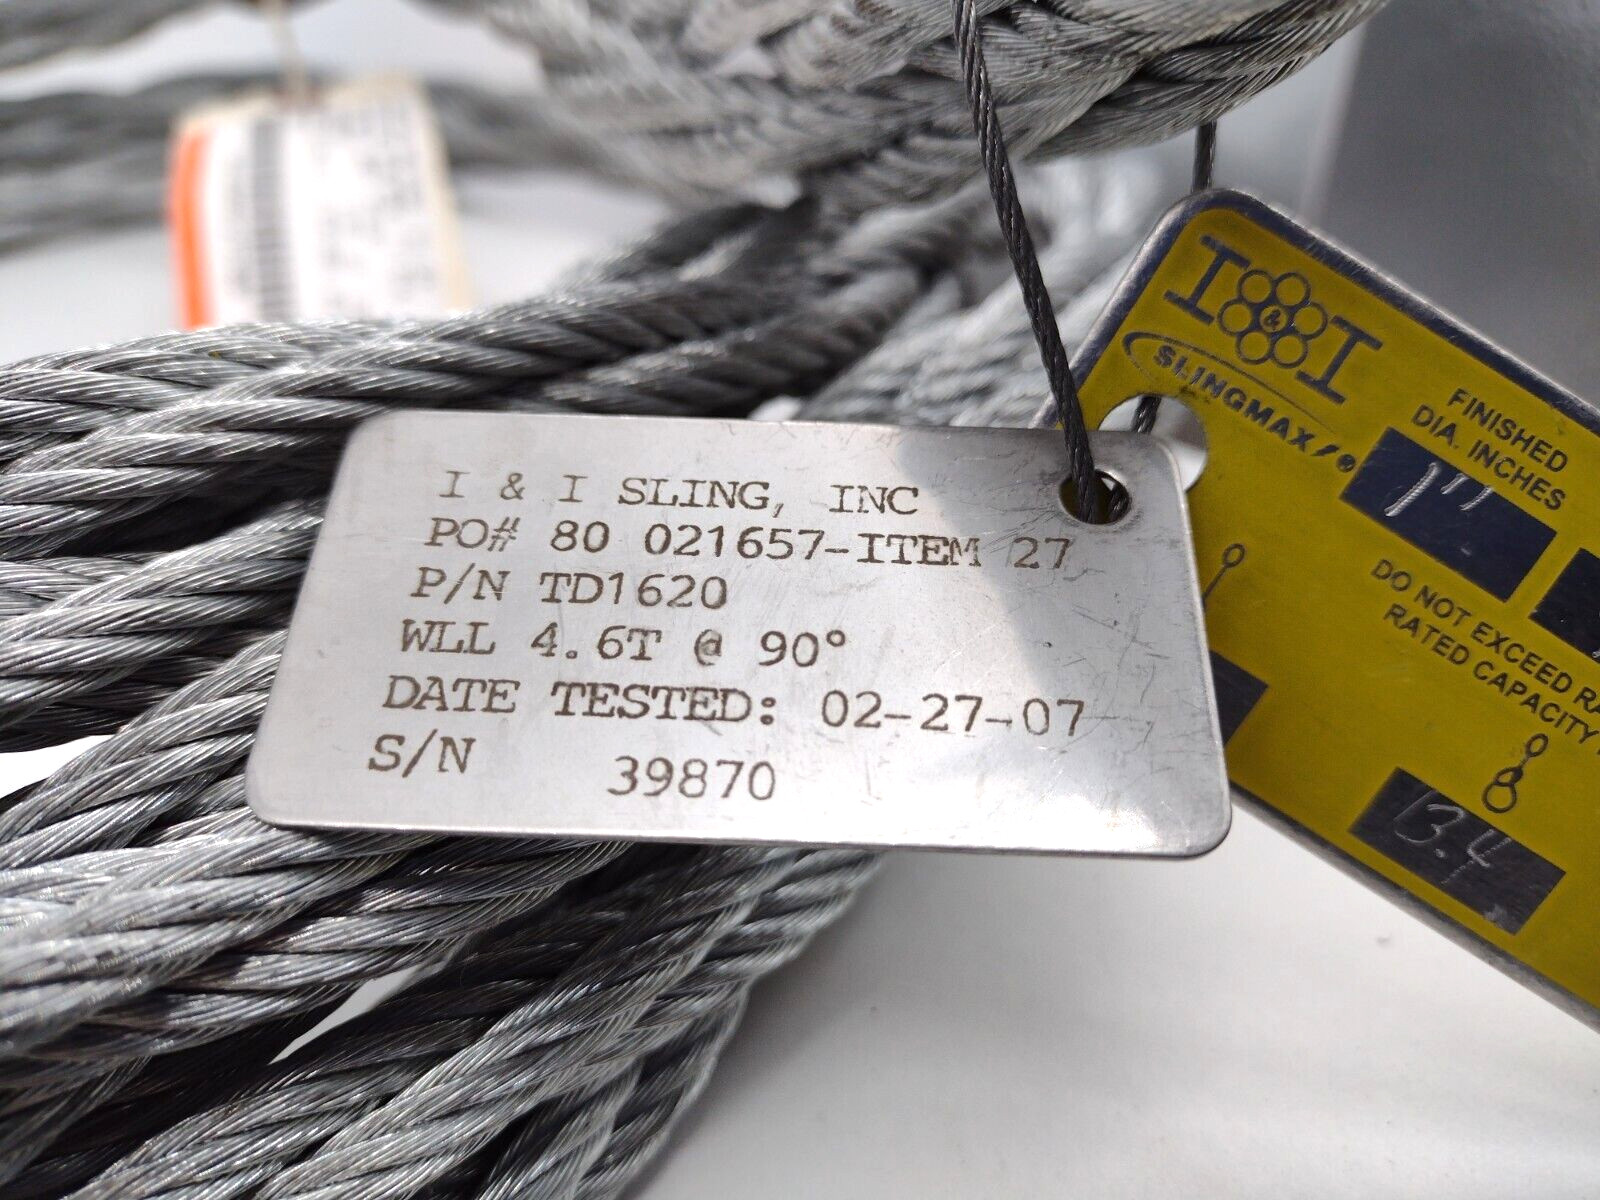 I & I SLING, INC
PO# 80 021657-ITEM 27
P/N TD1620
WLL 4.6T @ 90°
DATE TESTED: 02-27-07
S/N 39870
I & I
SLINGMAX®
FINISHED
DIA. INCHES
1"
DO NOT EXCEED
RATED CAPACITY
13.4